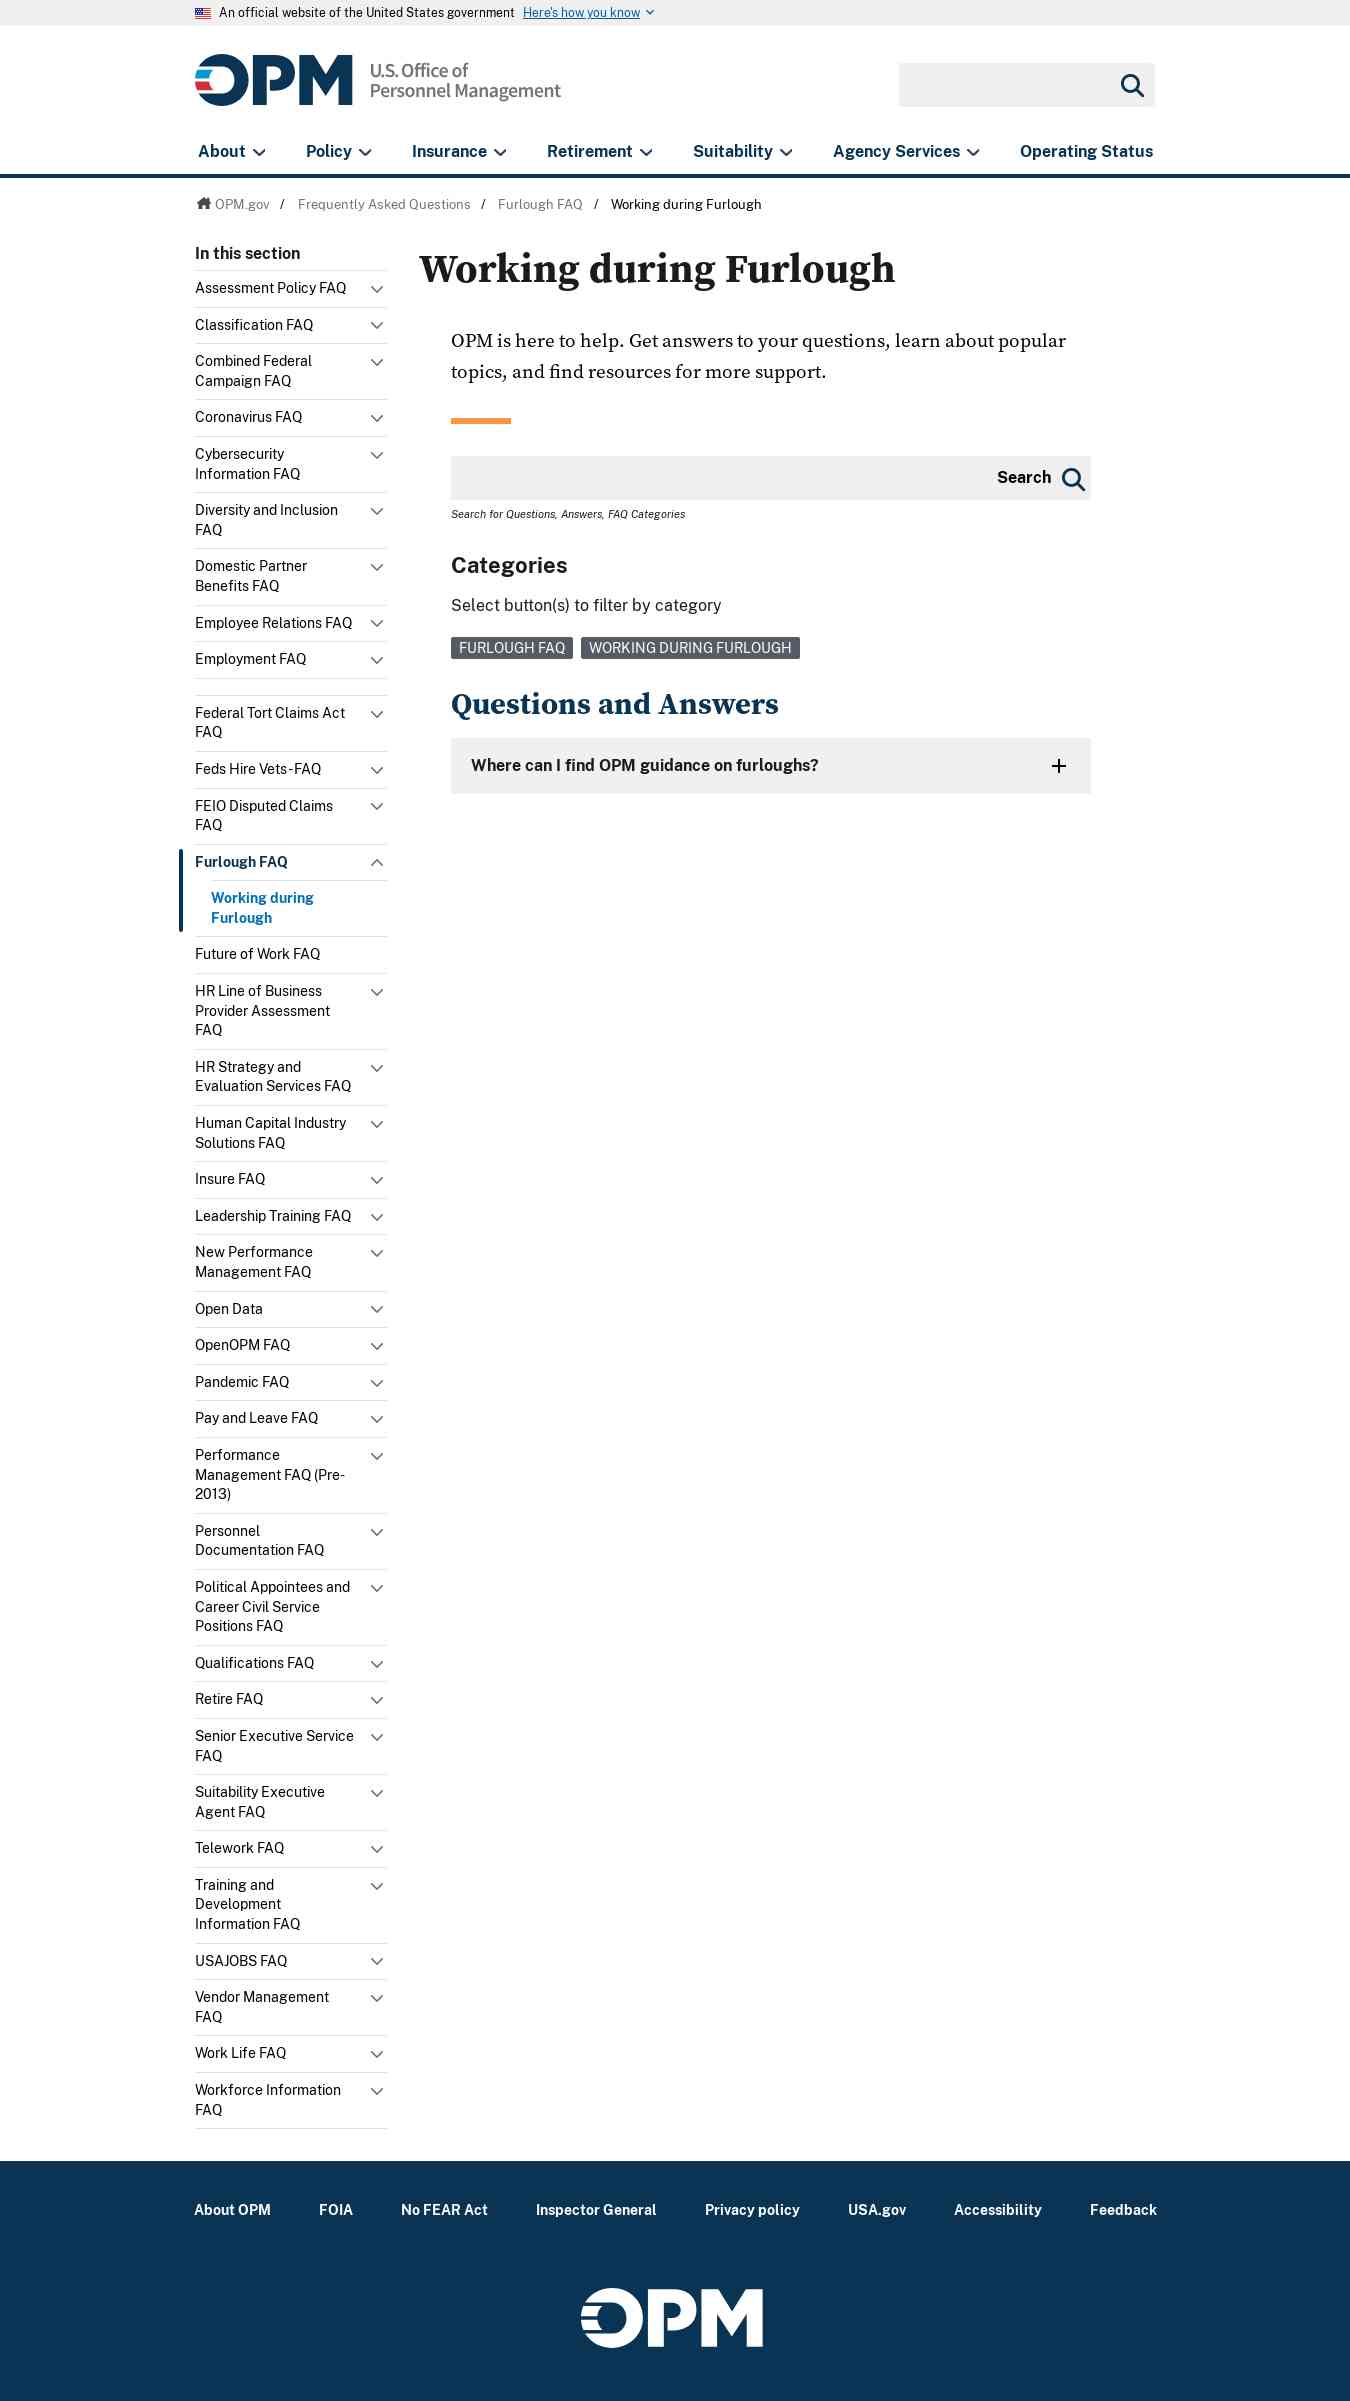 An official website of the United States government Here's how you know
OPM U.S. Office of
Personnel Management
About Policy Insurance Retirement Suitability Agency Services Operating Status
OPM.gov / Frequently Asked Questions / Furlough FAQ / Working during Furlough
In this section
Assessment Policy FAQ
Classification FAQ
Combined Federal
Campaign FAQ
Coronavirus FAQ
Cybersecurity
Information FAQ
Diversity and Inclusion
FAQ
Domestic Partner
Benefits FAQ
Employee Relations FAQ
Employment FAQ
Federal Tort Claims Act
FAQ
Feds Hire Vets-FAQ
FEIO Disputed Claims
FAQ
Furlough FAQ
Working during
Furlough
Future of Work FAQ
HR Line of Business
Provider Assessment
FAQ
HR Strategy and
Evaluation Services FAQ
Human Capital Industry
Solutions FAQ
Insure FAQ
Leadership Training FAQ
New Performance
Management FAQ
Open Data
OpenOPM FAQ
Pandemic FAQ
Pay and Leave FAQ
Performance
Management FAQ (Pre-
2013)
Personnel
Documentation FAQ
Political Appointees and
Career Civil Service
Positions FAQ
Qualifications FAQ
Retire FAQ
Senior Executive Service
FAQ
Suitability Executive
Agent FAQ
Telework FAQ
Training and
Development
Information FAQ
USAJOBS FAQ
Vendor Management
FAQ
Work Life FAQ
Workforce Information
FAQ
Working during Furlough
OPM is here to help. Get answers to your questions, learn about popular
topics, and find resources for more support.
Search
Search for Questions, Answers, FAQ Categories
Categories
Select button(s) to filter by category
FURLOUGH FAQ WORKING DURING FURLOUGH
Questions and Answers
Where can I find OPM guidance on furloughs?
About OPM FOIA No FEAR Act Inspector General Privacy policy USA.gov Accessibility Feedback
OPM